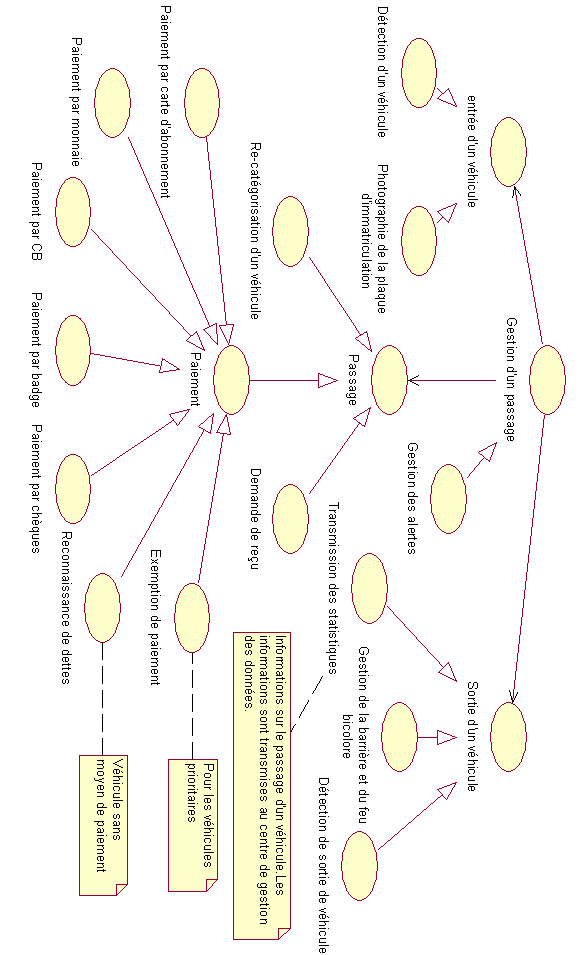 Gestion d'un passage
entrée d'un véhicule
Sortie d'un véhicule
Détection d'un véhicule
Photographie de la plaque
d'immatriculation
Gestion des alertes
Passage
Transmission des statistiques
Gestion de la barrière et du feu
bicolore
Détection de sortie de véhicule
Re-catégorisation d'un véhicule
Demande de reçu
Informations sur le passage d'un véhicule.Les
informations sont transmises au centre de gestion
des données.
Paiement
Paiement par carte d'abonnement
Exemption de paiement
Pour les véhicules
prioritaires
Paiement par monnaie
Reconnaissance de dettes
Véhicule sans
moyen de paiement
Paiement par CB
Paiement par badge
Paiement par chèques